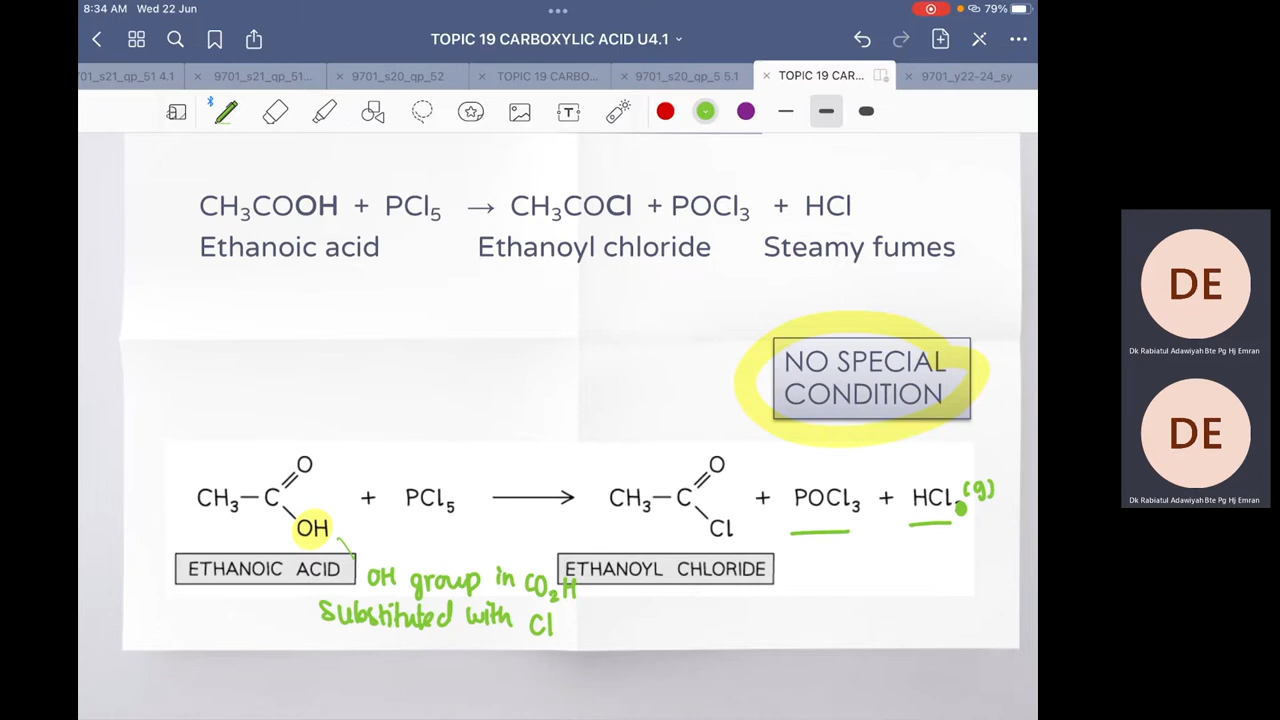 8:34 AM Wed 22 Jun
79%
TOPIC 19 CARBOXYLIC ACID U4.1
_s21_qp_51 4.1
9701_s21_qp_51...
9701_s20_qp_52
TOPIC 19 CARBO...
9701_s20_qp_5 5.1
TOPIC 19 CAR...
9701_y22-24_sy
T
CH₃COOH + PCl₅ → CH₃COCl + POCl₃ + HCl
Ethanoic acid Ethanoyl chloride Steamy fumes
NO SPECIAL
CONDITION
O O
CH₃—C + PCl₅ ⟶ CH₃—C + POCl₃ + HCl (g)
OH Cl
ETHANOIC ACID ETHANOYL CHLORIDE
OH group in CO₂H
Substituted with Cl
DE
Dk Rabiatul Adawiyah Bte Pg Hj Emran
DE
Dk Rabiatul Adawiyah Bte Pg Hj Emran